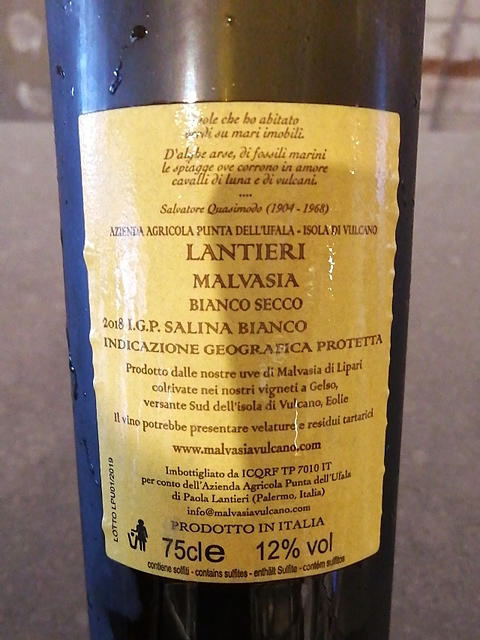 Isole che ho abitato
verdi su mari immobili.
D'alghe arse, di fossili marini
le spiagge ove corrono in amore
cavalli di luna e di vulcani.
....
Salvatore Quasimodo (1904 - 1968)
AZIENDA AGRICOLA PUNTA DELL'UFALA - ISOLA DI VULCANO
LANTIERI
MALVASIA
BIANCO SECCO
2018 I.G.P. SALINA BIANCO
INDICAZIONE GEOGRAFICA PROTETTA
Prodotto dalle nostre uve di Malvasia di Lipari
coltivate nei nostri vigneti a Gelso,
versante Sud dell'isola di Vulcano, Eolie
Il vino potrebbe presentare velature e residui tartarici
www.malvasiavulcano.com
Imbottigliato da ICQRF TP 7010 IT
per conto dell'Azienda Agricola Punta dell'Ufala
di Paola Lantieri (Palermo, Italia)
info@malvasiavulcano.com
PRODOTTO IN ITALIA
75cl e 12% vol
contiene solfiti - contains sulfites - enthält Sulfite - contém sulfitos
LOTTO LPU01/2019